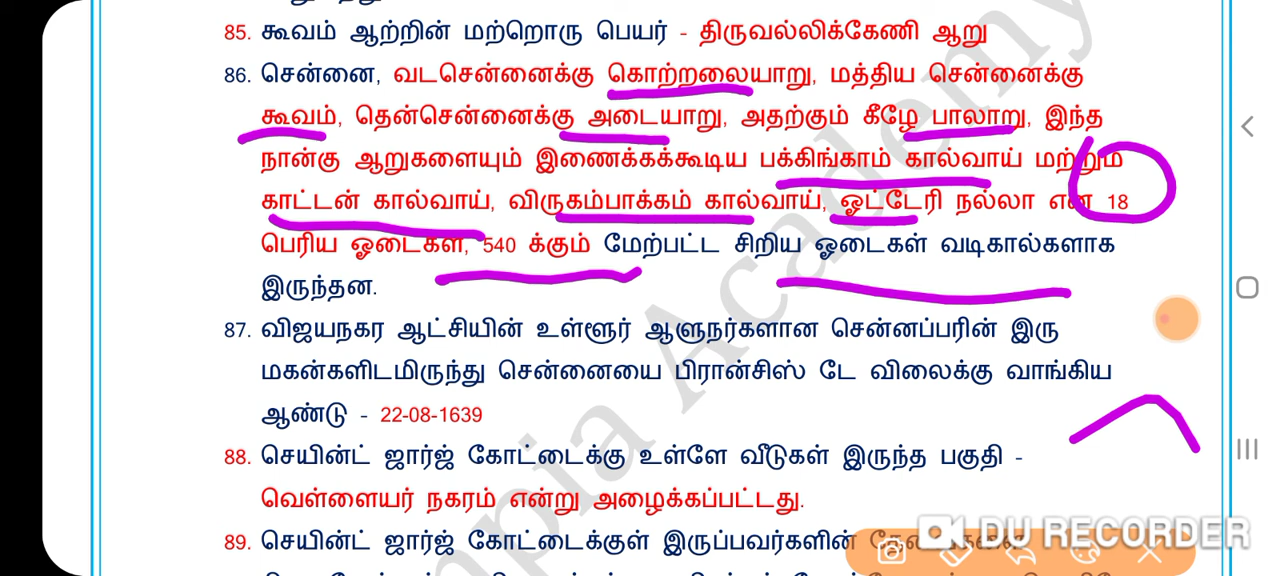 85. கூவம் ஆற்றின் மற்றொரு பெயர் - திருவல்லிக்கேணி ஆறு
86. சென்னை, வடசென்னைக்கு கொற்றலையாறு, மத்திய சென்னைக்கு
கூவம், தென்சென்னைக்கு அடையாறு, அதற்கும் கீழே பாலாறு, இந்த
நான்கு ஆறுகளையும் இணைக்கக்கூடிய பக்கிங்காம் கால்வாய் மற்றும்
காட்டன் கால்வாய், விருகம்பாக்கம் கால்வாய், ஓட்டேரி நல்லா என 18
பெரிய ஓடைகள், 540 க்கும் மேற்பட்ட சிறிய ஓடைகள் வடிகால்களாக
இருந்தன.
87. விஜயநகர ஆட்சியின் உள்ளூர் ஆளுநர்களான சென்னப்பரின் இரு
மகன்களிடமிருந்து சென்னையை பிரான்சிஸ் டே விலைக்கு வாங்கிய
ஆண்டு - 22-08-1639
88. செயின்ட் ஜார்ஜ் கோட்டைக்கு உள்ளே வீடுகள் இருந்த பகுதி -
வெள்ளையர் நகரம் என்று அழைக்கப்பட்டது.
89. செயின்ட் ஜார்ஜ் கோட்டைக்குள் இருப்பவர்களின்
DU RECORDER
mpia Academy